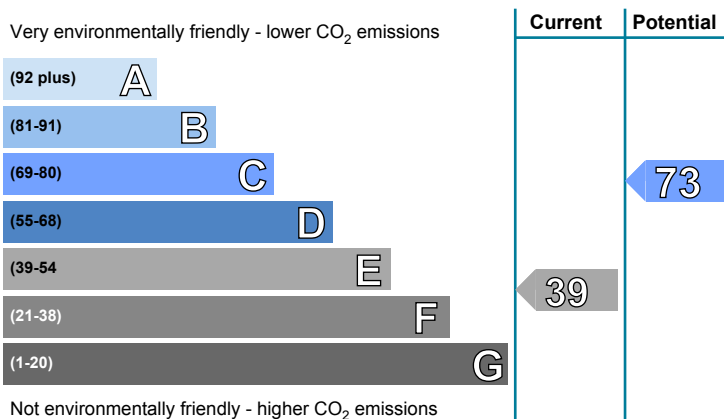 Current Potential
Very environmentally friendly - lower CO2 emissions
(92 plus) A
(81-91) B
(69-80) C
73
(55-68) D
(39-54 E
39
(21-38) F
(1-20) G
Not environmentally friendly - higher CO2 emissions